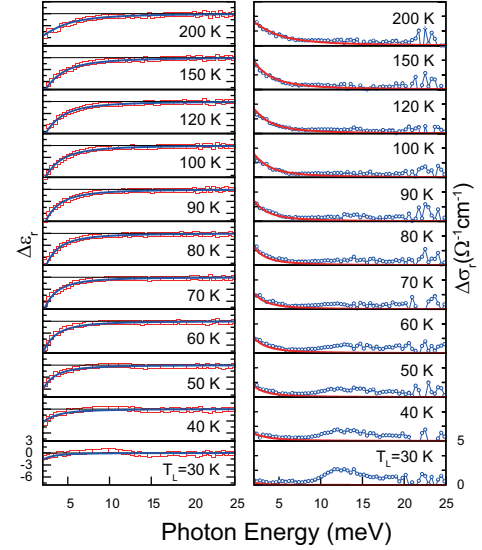 200 K
150 K
120 K
100 K
90 K
80 K
70 K
60 K
50 K
40 K
T_L=30 K
Δε_r
3
0
-3
-6
5 10 15 20 25
200 K
150 K
120 K
100 K
90 K
80 K
70 K
60 K
50 K
40 K
T_L=30 K
Δσ_r(Ω⁻¹cm⁻¹)
5
0
5 10 15 20 25
Photon Energy (meV)